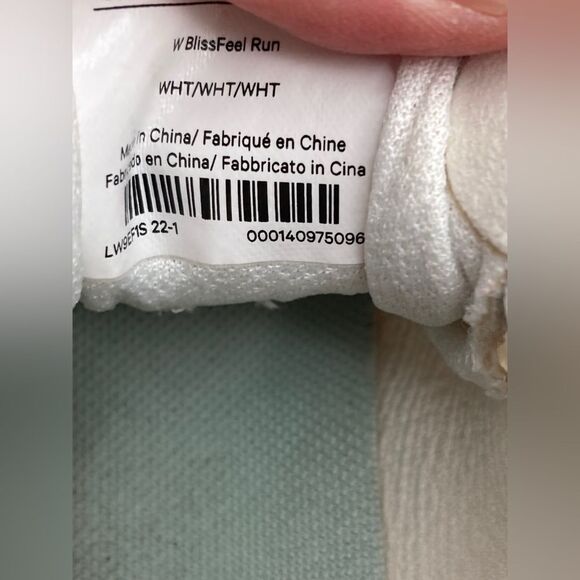 W BlissFeel Run
WHT/WHT/WHT
in China/ Fabriqué en Chine
en China/ Fabbricato in Cina
LW9EF1S 22-1
000140975096